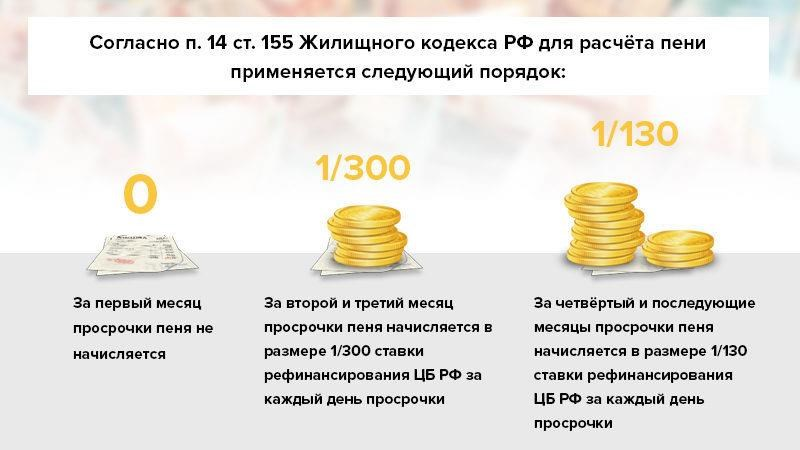 Согласно п. 14 ст. 155 Жилищного кодекса РФ для расчёта пени
применяется следующий порядок:
0
1/300
1/130
За первый месяц
просрочки пеня не
начисляется
За второй и третий месяц
просрочки пеня начисляется в
размере 1/300 ставки
рефинансирования ЦБ РФ за
каждый день просрочки
За четвёртый и последующие
месяцы просрочки пеня
начисляется в размере 1/130
ставки рефинансирования
ЦБ РФ за каждый день
просрочки